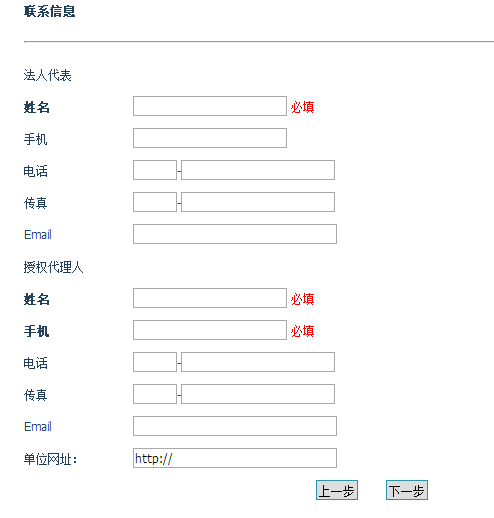 联系信息
法人代表
姓名 必填
手机
电话 -
传真 -
Email
授权代理人
姓名 必填
手机 必填
电话 -
传真 -
Email
单位网址: http://
上一步 下一步